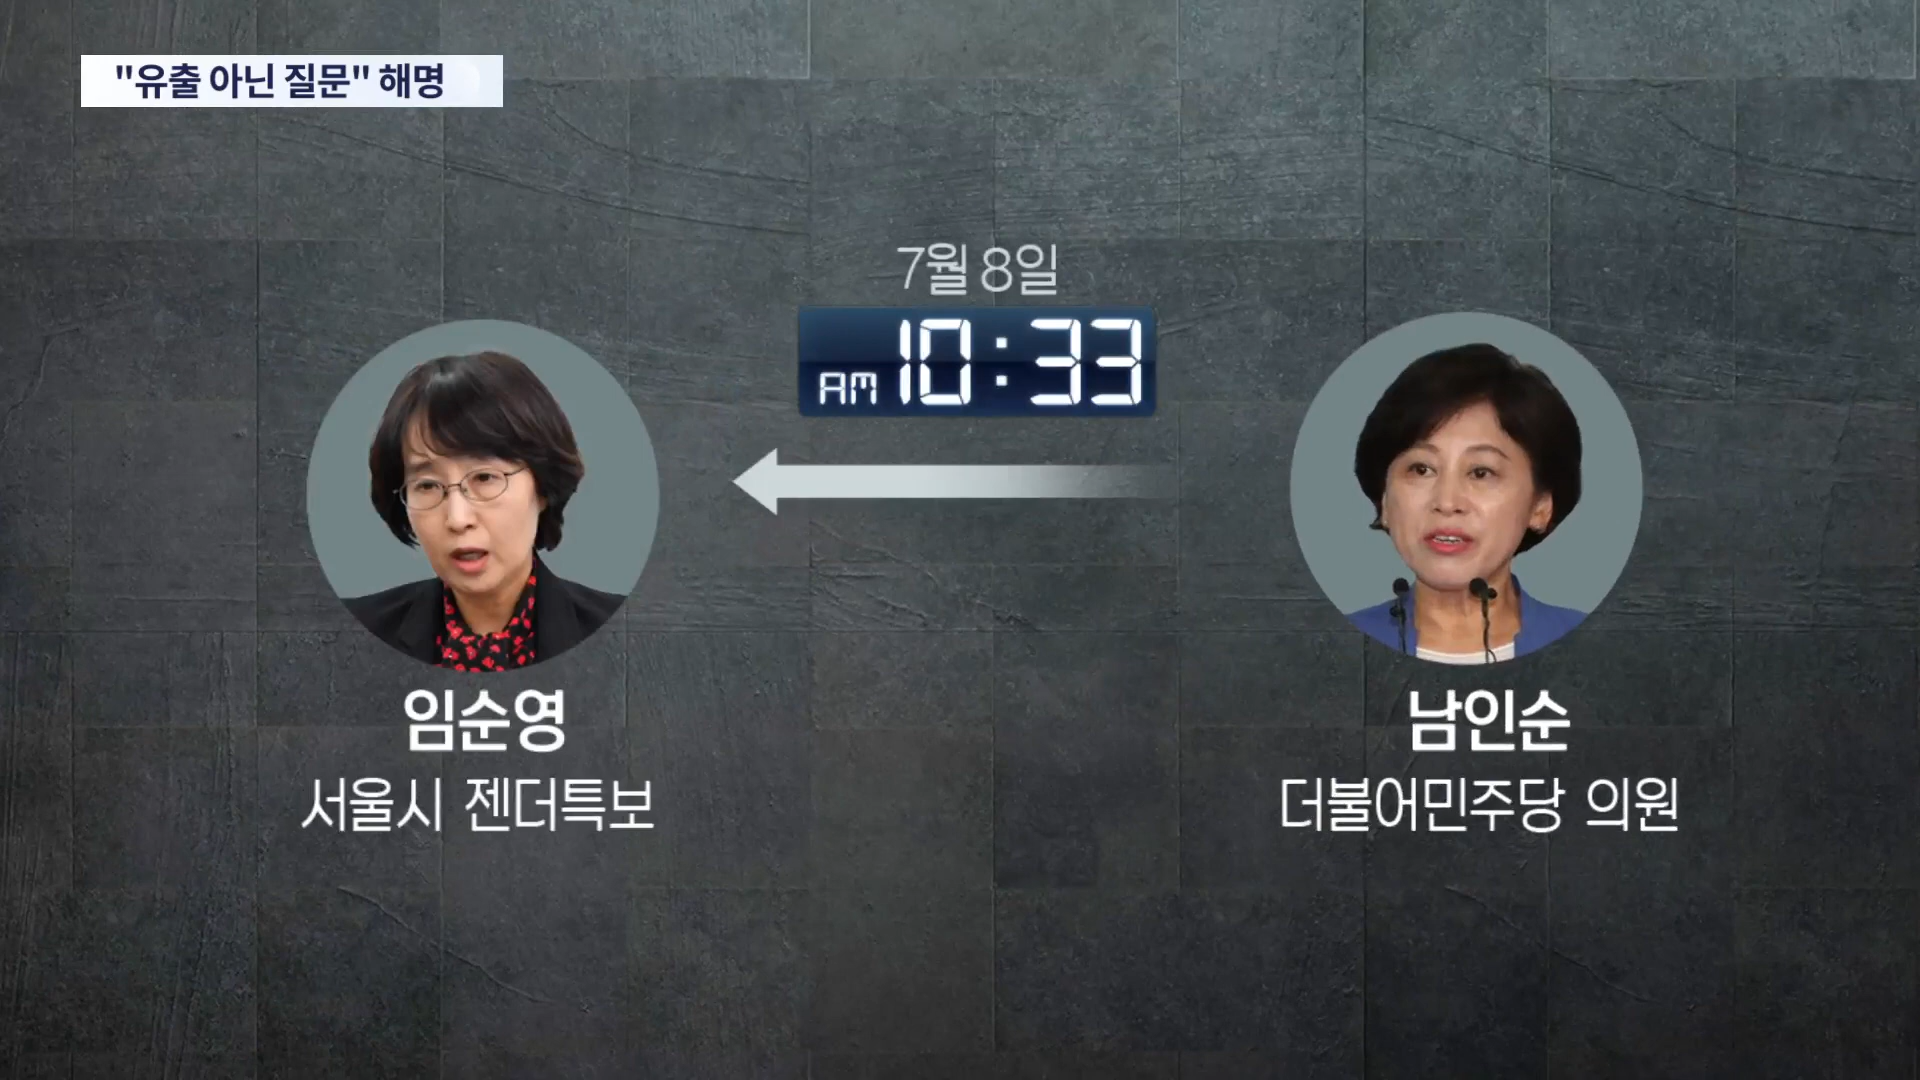 "유출 아닌 질문" 해명
7월 8일
AM 10:33
임순영
서울시 젠더특보
남인순
더불어민주당 의원